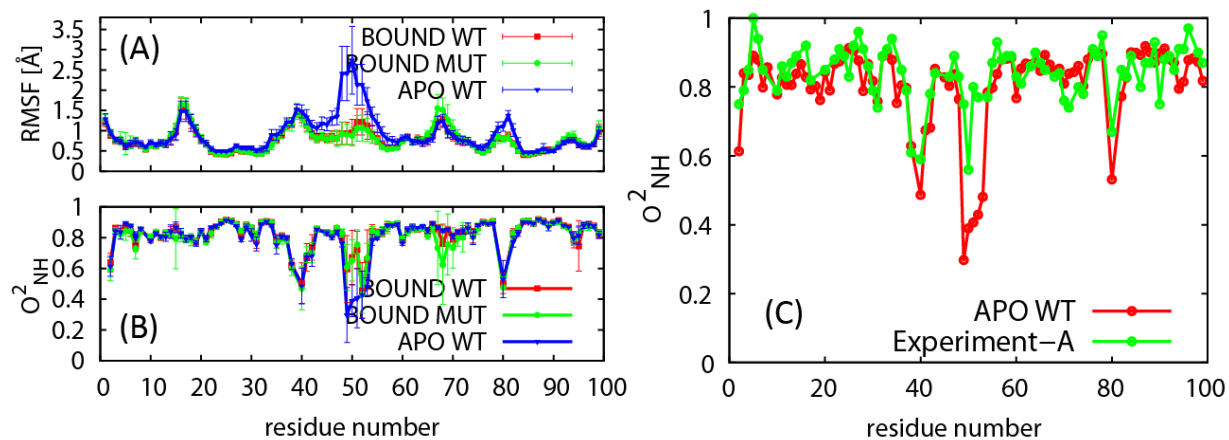 (A)
RMSF [Å]
3.5
3
2.5
2
1.5
1
0.5
0
BOUND WT
BOUND MUT
APO WT
(B)
O²NH
1
0.8
0.6
0.4
0.2
0
BOUND WT
BOUND MUT
APO WT
0 10 20 30 40 50 60 70 80 90 100
residue number
(C)
O²NH
1
0.8
0.6
0.4
0.2
0
APO WT
Experiment−A
0 20 40 60 80 100
residue number